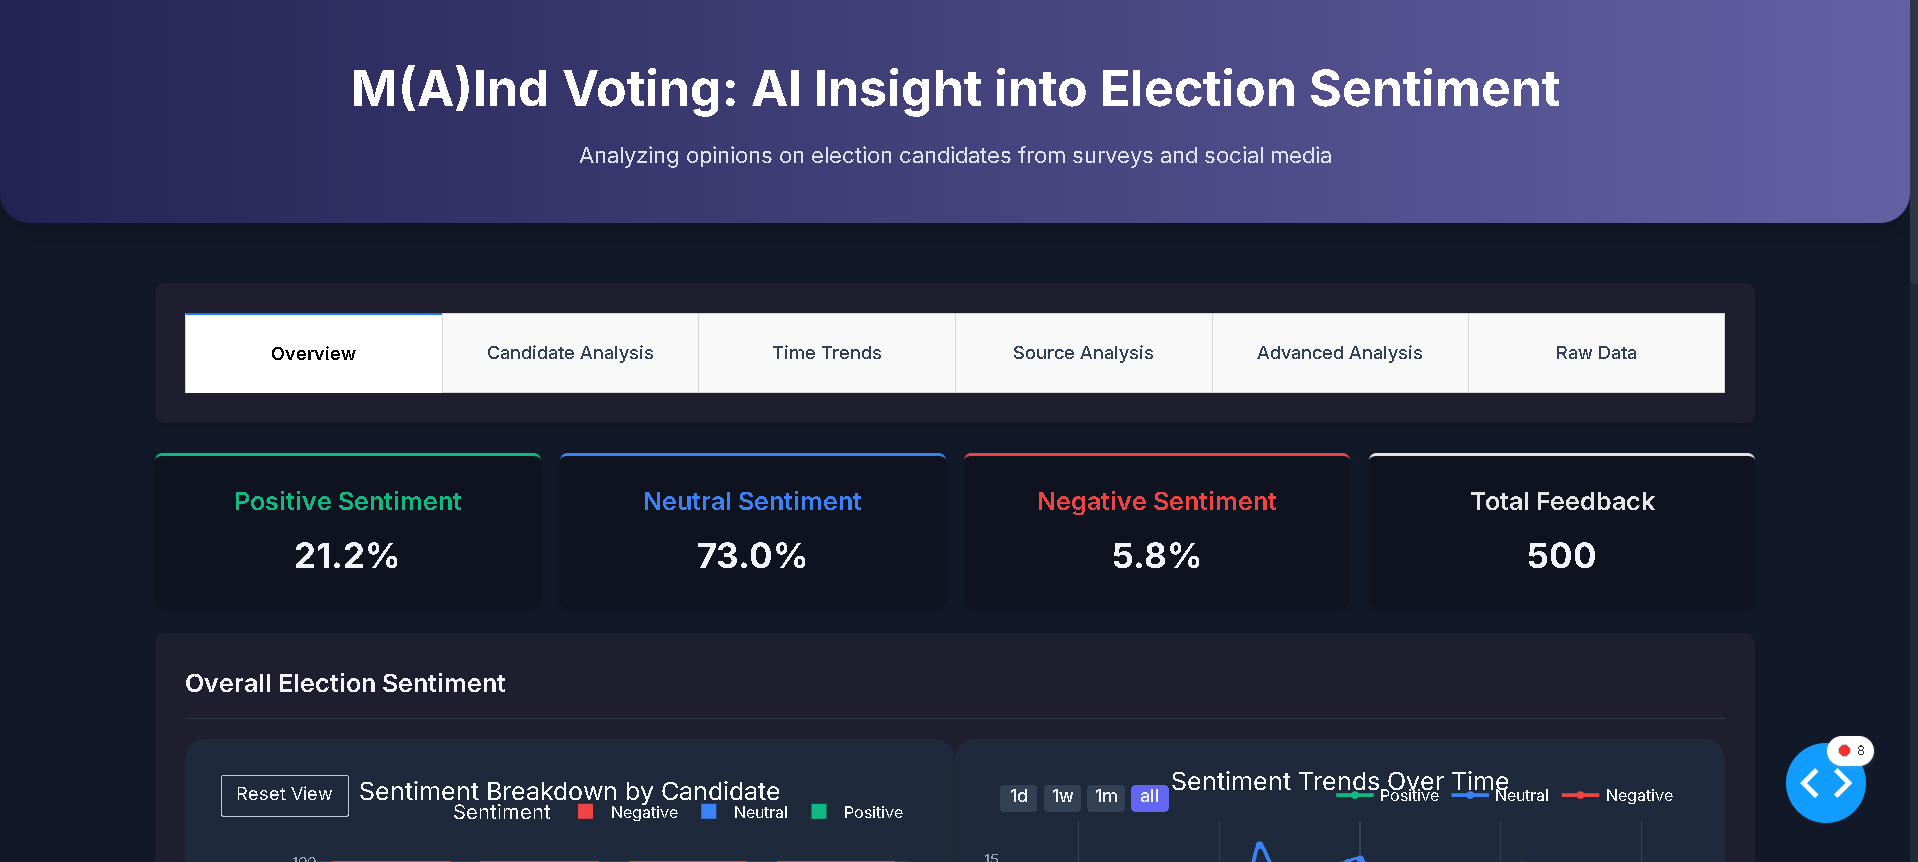 M(A)Ind Voting: AI Insight into Election Sentiment
Analyzing opinions on election candidates from surveys and social media
Overview
Candidate Analysis
Time Trends
Source Analysis
Advanced Analysis
Raw Data
Positive Sentiment
21.2%
Neutral Sentiment
73.0%
Negative Sentiment
5.8%
Total Feedback
500
Overall Election Sentiment
Reset View
Sentiment Breakdown by Candidate
Sentiment
Negative
Neutral
Positive
100
1d
1w
1m
all
Sentiment Trends Over Time
Positive
Neutral
Negative
15
8